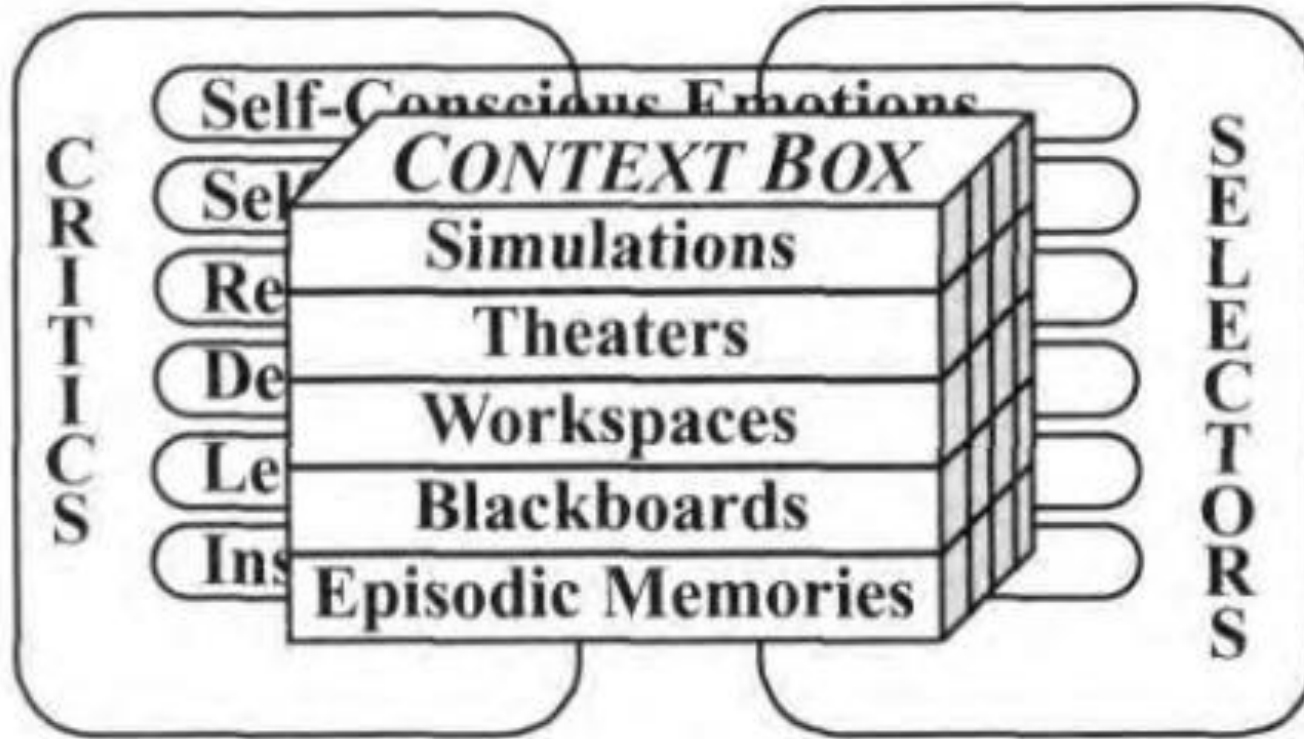 CRITICS
Self-Conscious Emotions
CONTEXT BOX
Sel
Simulations
Re
Theaters
De
Workspaces
Le
Blackboards
Ins
Episodic Memories
SELECTORS